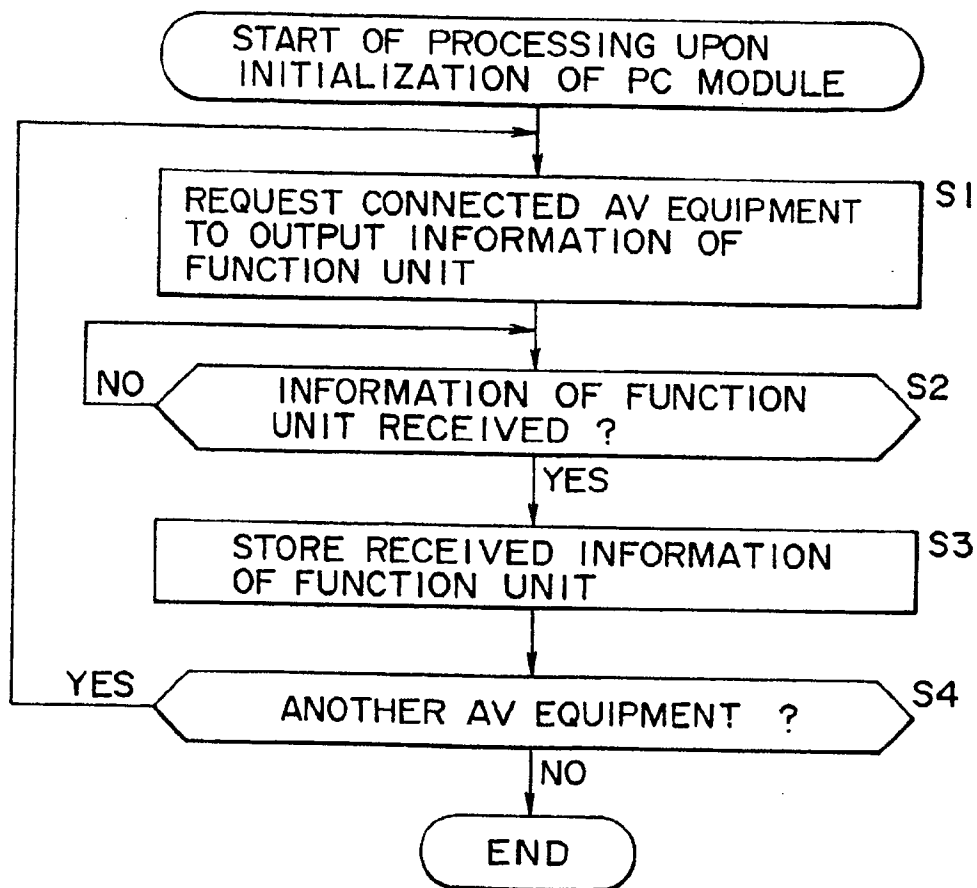 START OF PROCESSING UPON
INITIALIZATION OF PC MODULE
REQUEST CONNECTED AV EQUIPMENT
TO OUTPUT INFORMATION OF
FUNCTION UNIT
S1
NO
INFORMATION OF FUNCTION
UNIT RECEIVED ?
S2
YES
STORE RECEIVED INFORMATION
OF FUNCTION UNIT
S3
YES
ANOTHER AV EQUIPMENT ?
S4
NO
END